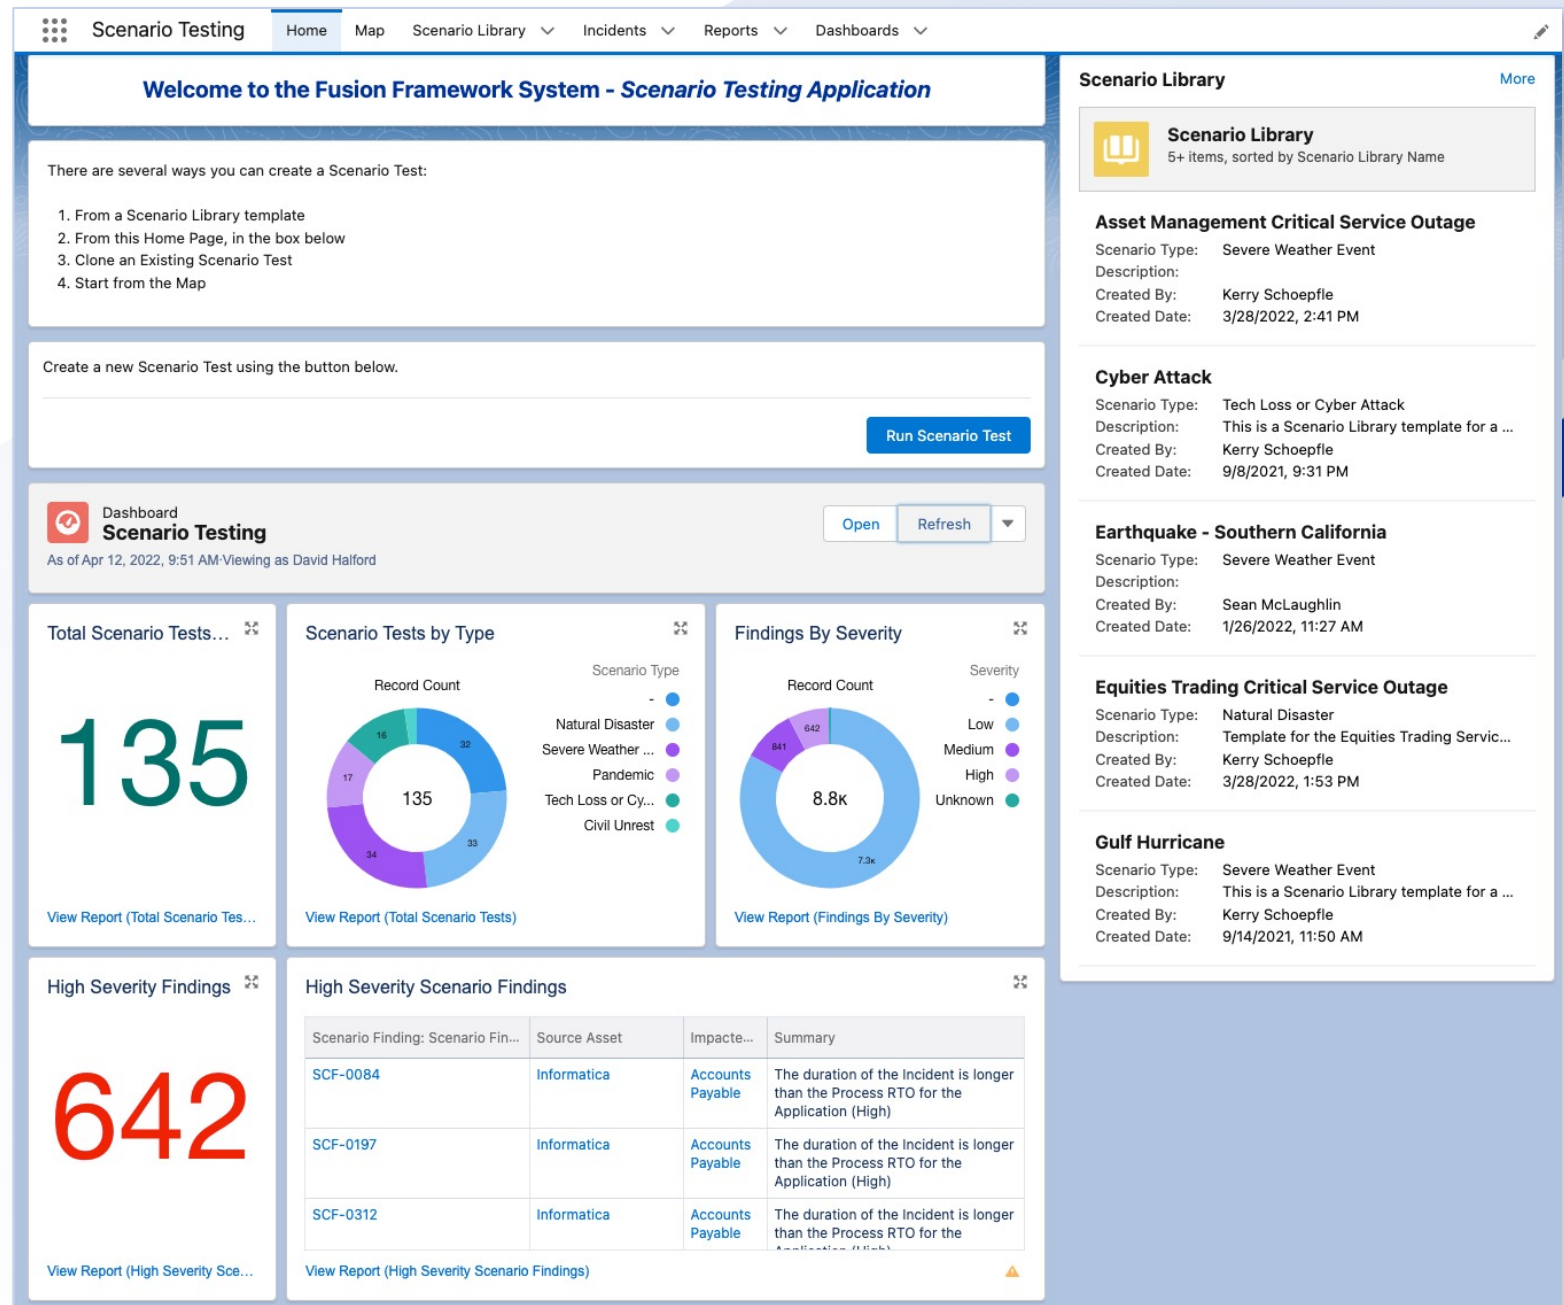 Scenario Testing
Home
Map
Scenario Library
Incidents
Reports
Dashboards
Welcome to the Fusion Framework System - Scenario Testing Application
There are several ways you can create a Scenario Test:
1. From a Scenario Library template
2. From this Home Page, in the box below
3. Clone an Existing Scenario Test
4. Start from the Map
Create a new Scenario Test using the button below.
Run Scenario Test
Dashboard
Scenario Testing
As of Apr 12, 2022, 9:51 AM·Viewing as David Halford
Open
Refresh
Total Scenario Tests...
135
View Report (Total Scenario Tes...
Scenario Tests by Type
Record Count
Scenario Type
-
Natural Disaster
Severe Weather ...
Pandemic
Tech Loss or Cy...
Civil Unrest
32
33
34
17
16
135
View Report (Total Scenario Tests)
Findings By Severity
Record Count
Severity
-
Low
Medium
High
Unknown
642
841
7.3K
8.8K
View Report (Findings By Severity)
High Severity Findings
642
View Report (High Severity Sce...
High Severity Scenario Findings
Scenario Finding: Scenario Fin... Source Asset Impacte... Summary
SCF-0084 Informatica Accounts The duration of the Incident is longer
Payable than the Process RTO for the
Application (High)
SCF-0197 Informatica Accounts The duration of the Incident is longer
Payable than the Process RTO for the
Application (High)
SCF-0312 Informatica Accounts The duration of the Incident is longer
Payable than the Process RTO for the
View Report (High Severity Scenario Findings)
Scenario Library
More
Scenario Library
5+ items, sorted by Scenario Library Name
Asset Management Critical Service Outage
Scenario Type: Severe Weather Event
Description:
Created By: Kerry Schoepfle
Created Date: 3/28/2022, 2:41 PM
Cyber Attack
Scenario Type: Tech Loss or Cyber Attack
Description: This is a Scenario Library template for a ...
Created By: Kerry Schoepfle
Created Date: 9/8/2021, 9:31 PM
Earthquake - Southern California
Scenario Type: Severe Weather Event
Description:
Created By: Sean McLaughlin
Created Date: 1/26/2022, 11:27 AM
Equities Trading Critical Service Outage
Scenario Type: Natural Disaster
Description: Template for the Equities Trading Servic...
Created By: Kerry Schoepfle
Created Date: 3/28/2022, 1:53 PM
Gulf Hurricane
Scenario Type: Severe Weather Event
Description: This is a Scenario Library template for a ...
Created By: Kerry Schoepfle
Created Date: 9/14/2021, 11:50 AM